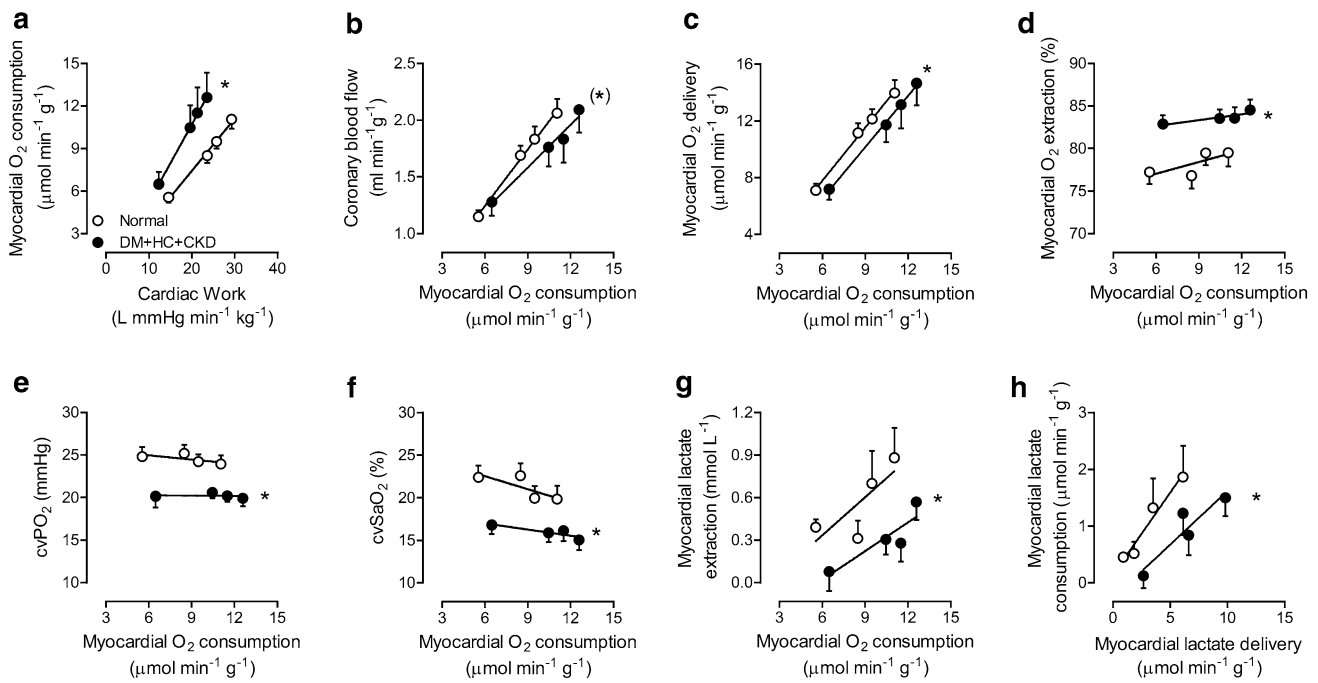 a
Myocardial O2 consumption
(μmol min-1 g-1)
15
12
9
6
3
Normal
DM+HC+CKD
*
0 10 20 30 40
Cardiac Work
(L mmHg min-1 kg-1)
b
Coronary blood flow
(ml min-1g-1)
2.5
2.0
1.5
1.0
(*)
3 6 9 12 15
Myocardial O2 consumption
(μmol min-1 g-1)
c
Myocardial O2 delivery
(μmol min-1 g-1)
16
12
8
4
*
3 6 9 12 15
Myocardial O2 consumption
(μmol min-1 g-1)
d
Myocardial O2 extraction (%)
90
85
80
75
70
*
3 6 9 12 15
Myocardial O2 consumption
(μmol min-1 g-1)
e
cvPO2 (mmHg)
30
25
20
15
10
*
3 6 9 12 15
Myocardial O2 consumption
(μmol min-1 g-1)
f
cvSaO2 (%)
30
25
20
15
10
*
3 6 9 12 15
Myocardial O2 consumption
(μmol min-1 g-1)
g
Myocardial lactate
extraction (mmol L-1)
1.2
0.9
0.6
0.3
0.0
*
3 6 9 12 15
Myocardial O2 consumption
(μmol min-1 g-1)
h
Myocardial lactate
consumption (μmol min-1 g-1)
3
2
1
0
*
0 5 10 15
Myocardial lactate delivery
(μmol min-1 g-1)